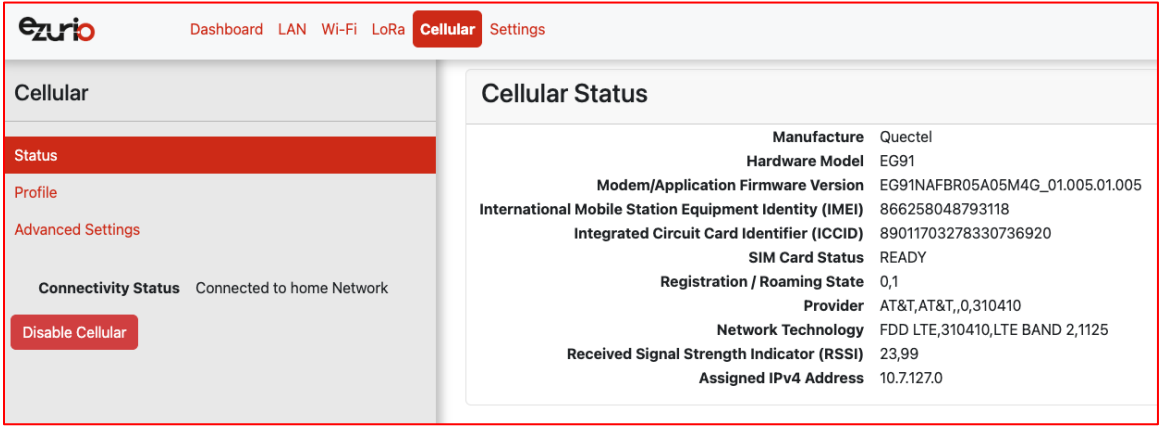 ezurio
Dashboard LAN Wi-Fi LoRa Cellular Settings
Cellular
Status
Profile
Advanced Settings
Connectivity Status Connected to home Network
Disable Cellular
Cellular Status
Manufacture Quectel
Hardware Model EG91
Modem/Application Firmware Version EG91NAFBR05A05M4G_01.005.01.005
International Mobile Station Equipment Identity (IMEI) 866258048793118
Integrated Circuit Card Identifier (ICCID) 89011703278330736920
SIM Card Status READY
Registration / Roaming State 0,1
Provider AT&T,AT&T,,0,310410
Network Technology FDD LTE,310410,LTE BAND 2,1125
Received Signal Strength Indicator (RSSI) 23,99
Assigned IPv4 Address 10.7.127.0